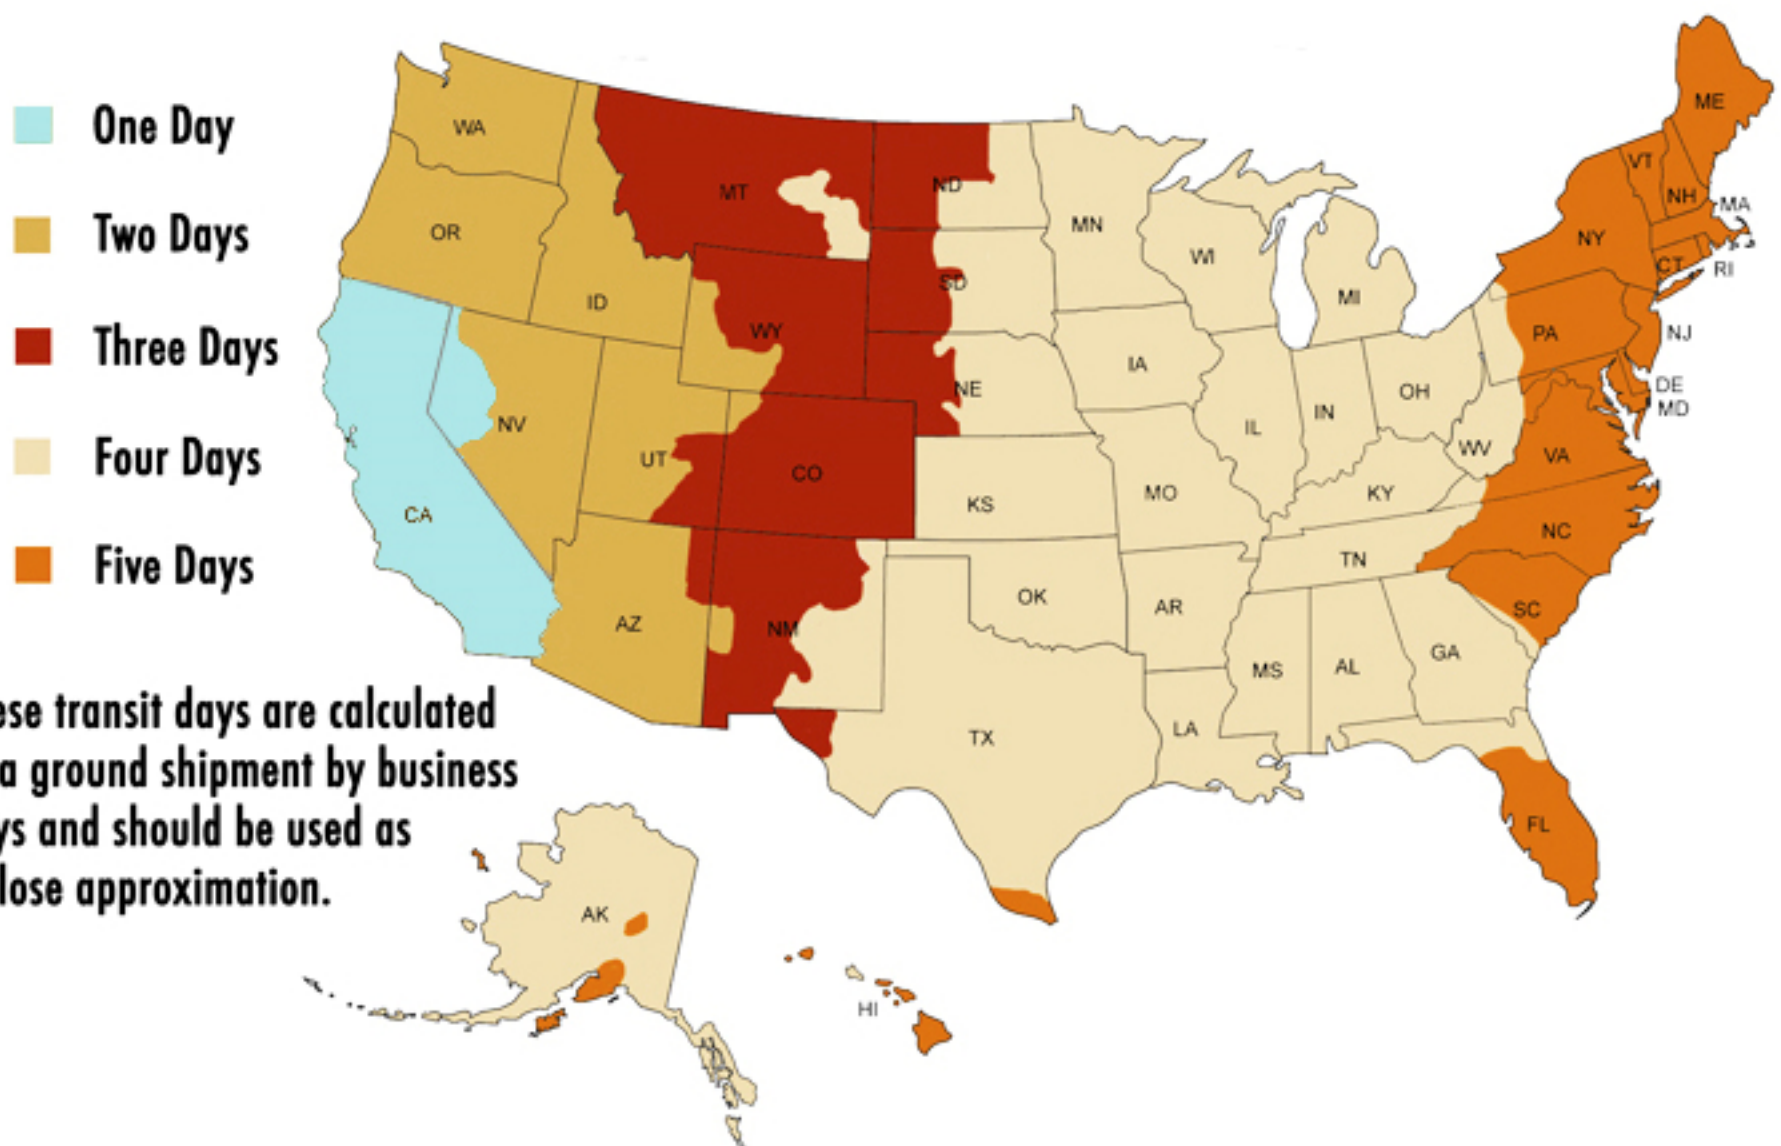 One Day
Two Days
Three Days
Four Days
Five Days
ese transit days are calculated
a ground shipment by business
ys and should be used as
lose approximation.
WA
OR
CA
NV
ID
MT
WY
UT
AZ
CO
NM
ND
SD
NE
KS
OK
TX
MN
IA
MO
AR
LA
WI
IL
MI
IN
OH
KY
TN
MS
AL
GA
WV
VA
NC
SC
FL
PA
NY
VT
NH
ME
MA
CT
RI
NJ
DE
MD
AK
HI